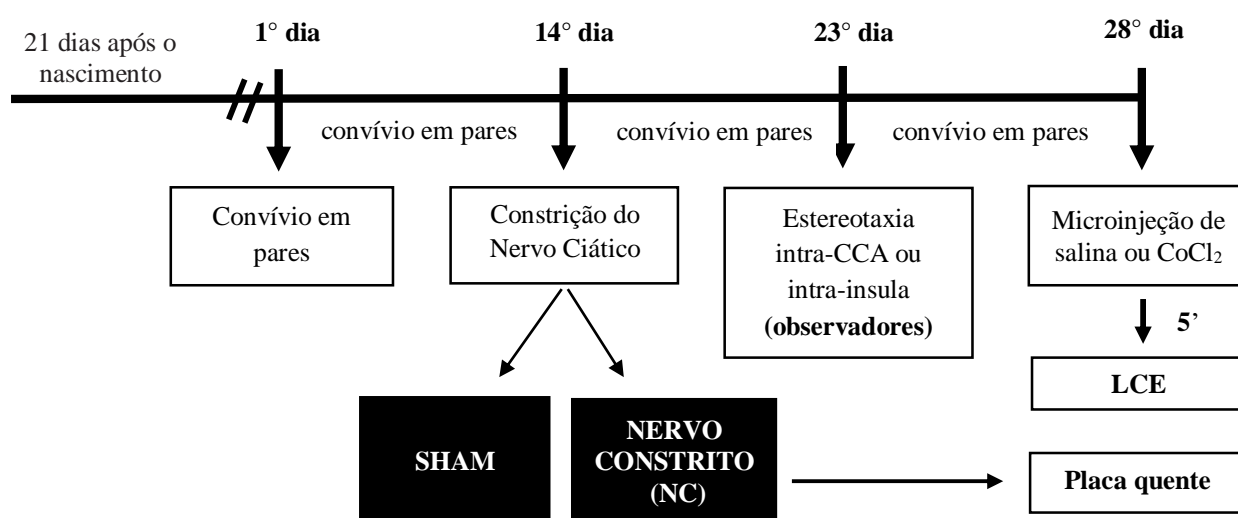 21 dias após o
nascimento
1° dia
14° dia
23° dia
28° dia
convívio em pares
convívio em pares
convívio em pares
Convívio em
pares
Constrição do
Nervo Ciático
Estereotaxia
intra-CCA ou
intra-insula
(observadores)
Microinjeção de
salina ou CoCl₂
5’
LCE
SHAM
NERVO
CONSTRITO
(NC)
Placa quente